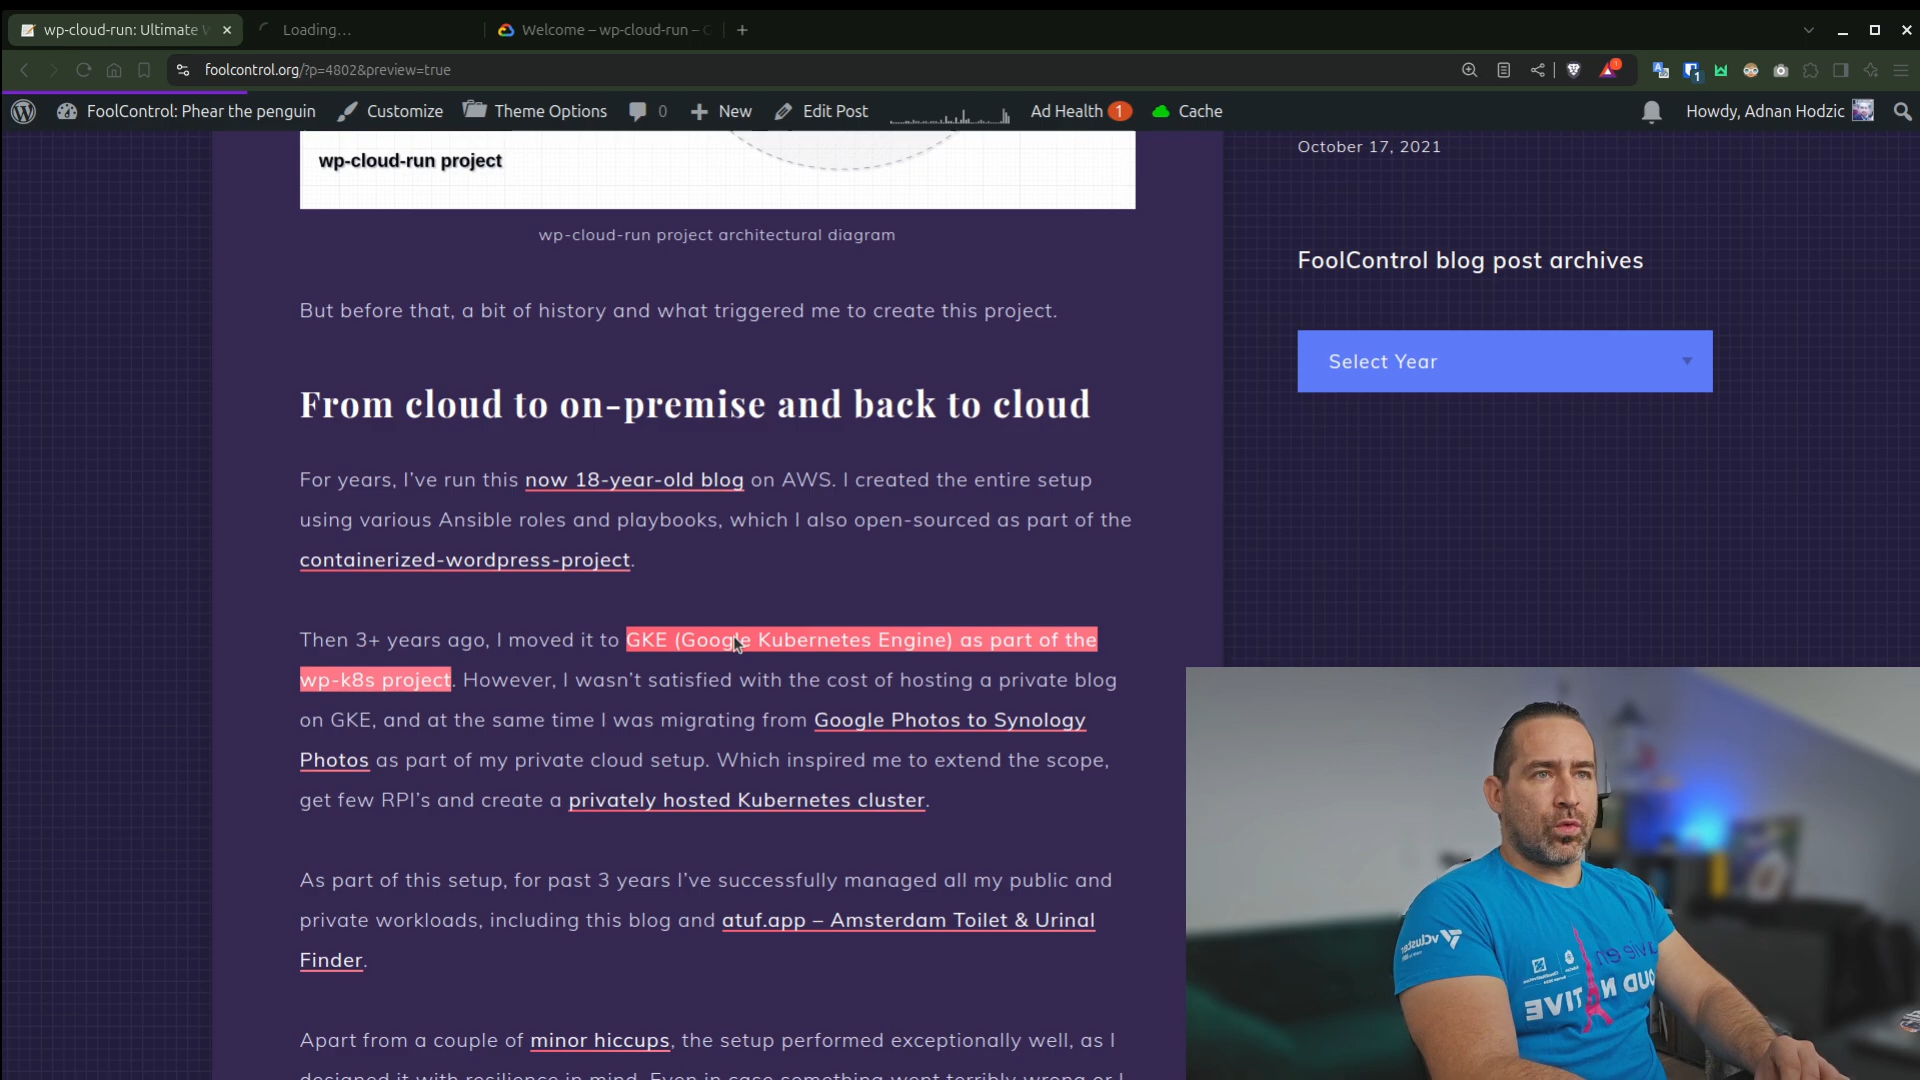 wp-cloud-run: Ultimate W
Loading...
Welcome – wp-cloud-run – C
foolcontrol.org/?p=4802&preview=true
FoolControl: Phear the penguin
Customize
Theme Options
0
New
Edit Post
Ad Health 1
Cache
Howdy, Adnan Hodzic
wp-cloud-run project
wp-cloud-run project architectural diagram
But before that, a bit of history and what triggered me to create this project.
From cloud to on-premise and back to cloud
For years, I’ve run this now 18-year-old blog on AWS. I created the entire setup
using various Ansible roles and playbooks, which I also open-sourced as part of the
containerized-wordpress-project.
Then 3+ years ago, I moved it to GKE (Google Kubernetes Engine) as part of the
wp-k8s project. However, I wasn’t satisfied with the cost of hosting a private blog
on GKE, and at the same time I was migrating from Google Photos to Synology
Photos as part of my private cloud setup. Which inspired me to extend the scope,
get few RPI’s and create a privately hosted Kubernetes cluster.
As part of this setup, for past 3 years I’ve successfully managed all my public and
private workloads, including this blog and atuf.app – Amsterdam Toilet & Urinal
Finder.
Apart from a couple of minor hiccups, the setup performed exceptionally well, as I
designed it with resilience in mind. Even in case something went terribly wrong or I
October 17, 2021
FoolControl blog post archives
Select Year
vcluster